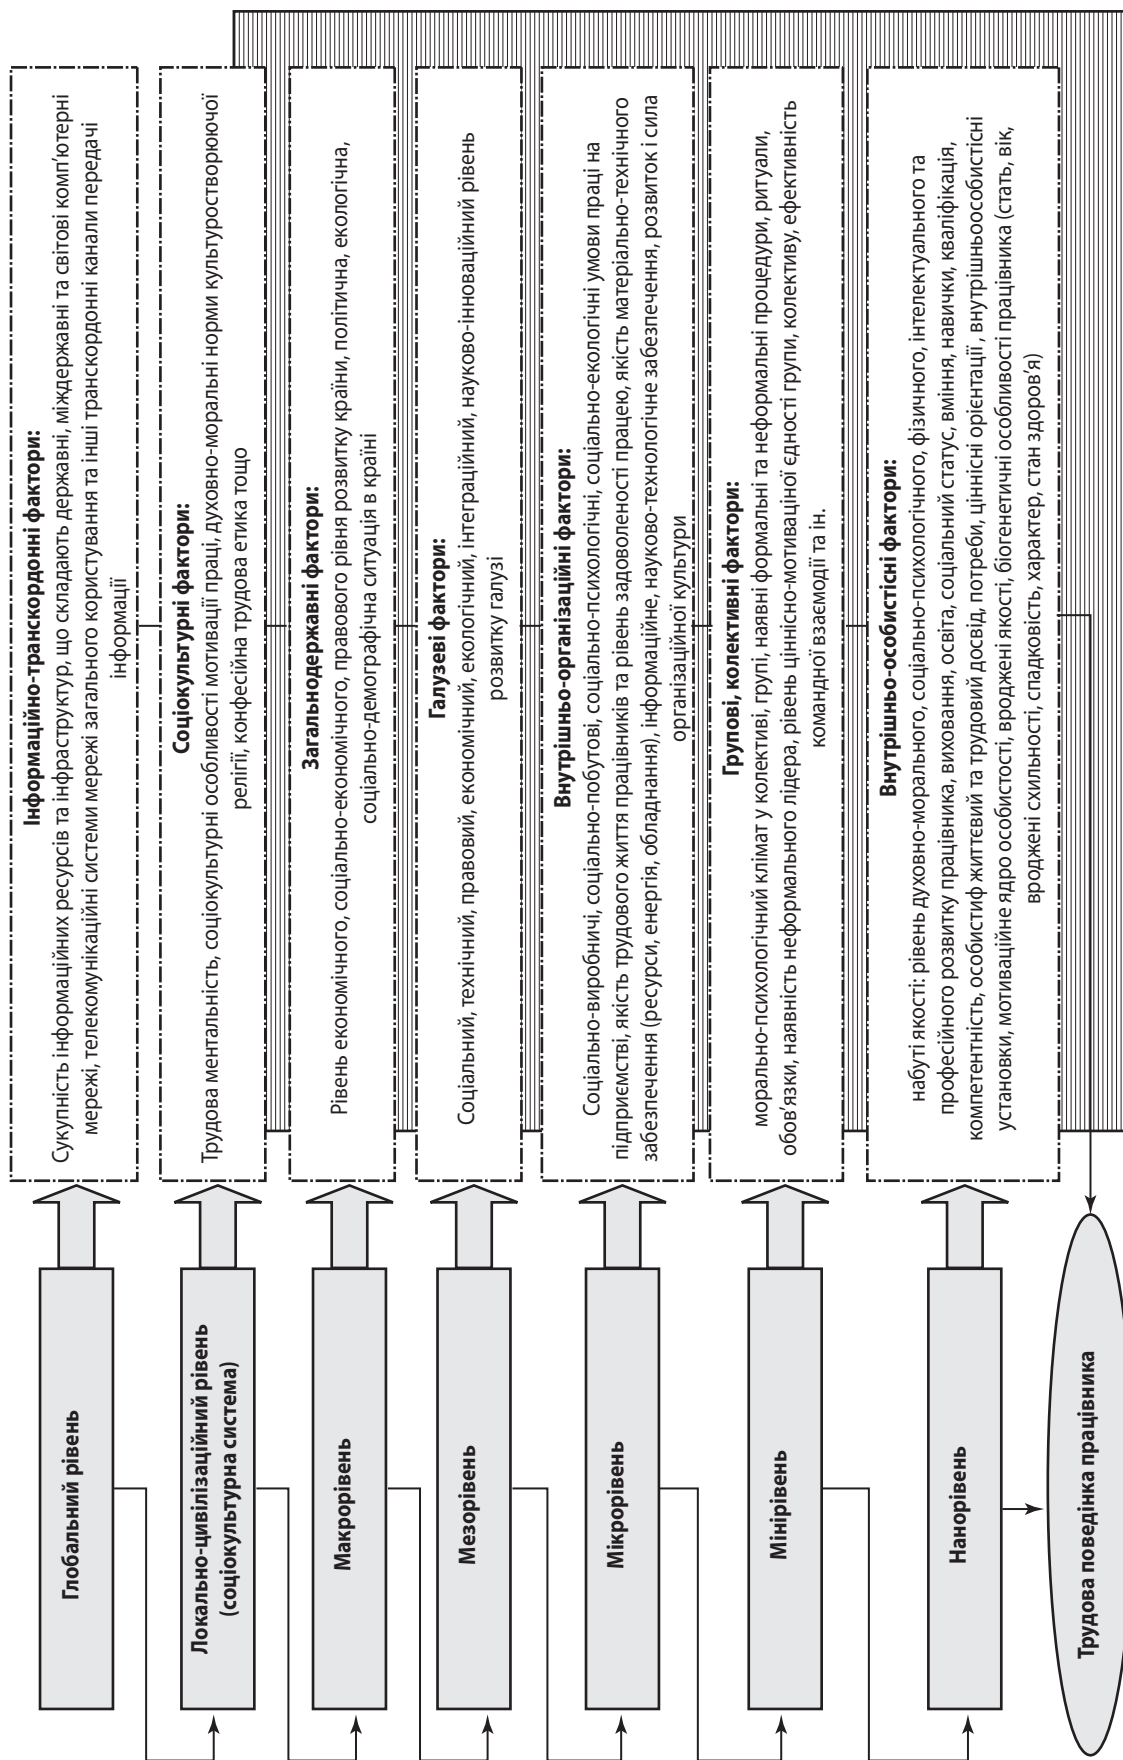 Глобальний рівень
Інформаційно-транскордонні фактори:
Сукупність інформаційних ресурсів та інфраструктур, що складають державні, міждержавні та світові комп'ютерні
мережі, телекомунікаційні системи мережі загального користування та інші транскордонні канали передачі
інформації
Локально-цивілізаційний рівень
(соціокультурна система)
Соціокультурні фактори:
Трудова ментальність, соціокультурні особливості мотивації праці, духовно-моральні норми культуростворюючої
релігії, конфесійна трудова етика тощо
Макрорівень
Загальнодержавні фактори:
Рівень економічного, соціально-економічного, правового рівня розвитку країни, політична, екологічна,
соціально-демографічна ситуація в країні
Мезорівень
Галузеві фактори:
Соціальний, технічний, правовий, економічний, екологічний, інтеграційний, науково-інноваційний рівень
розвитку галузі
Мікрорівень
Внутрішньо-організаційні фактори:
Соціально-виробничі, соціально-побутові, соціально-психологічні, соціально-екологічні умови праці на
підприємстві, якість трудового життя працівників та рівень задоволеності працею, якість матеріально-технічного
забезпечення (ресурси, енергія, обладнання), інформаційне, науково-технологічне забезпечення, розвиток і сила
організаційної культури
Мінірівень
Групові, колективні фактори:
морально-психологічний клімат у колективі, групі, наявні формальні та неформальні процедури, ритуали,
обов'язки, наявність неформального лідера, рівень ціннісно-мотиваційної єдності групи, колективу, ефективність
командної взаємодії та ін.
Нанорівень
Внутрішньо-особистісні фактори:
набуті якості: рівень духовно-морального, соціально-психологічного, фізичного, інтелектуального та
професійного розвитку працівника, виховання, освіта, соціальний статус, вміння, навички, кваліфікація,
компетентність, особистиф життєвий та трудовий досвід, потреби, ціннісні орієнтації, внутрішньоособистісні
установки, мотиваційне ядро особистості, вроджені якості, біогенетичні особливості працівника (стать, вік,
вроджені схильності, спадковість, характер, стан здоров'я)
Трудова поведінка працівника